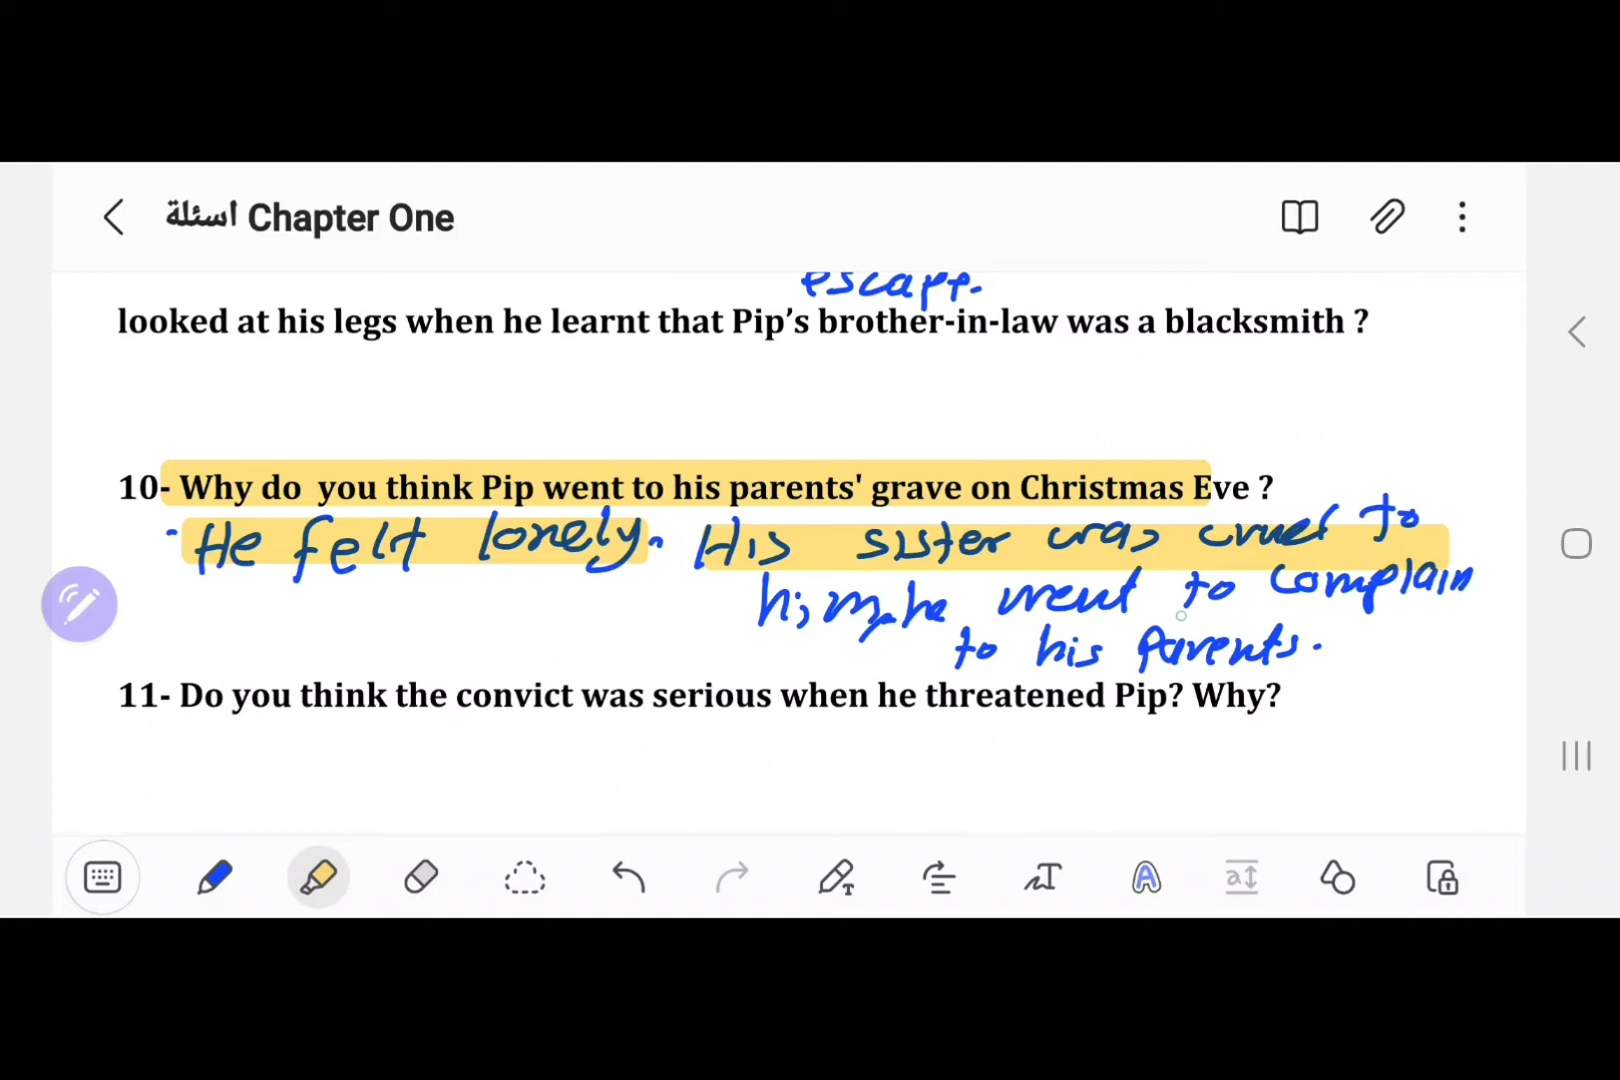 اسئلة Chapter One
escape.
looked at his legs when he learnt that Pip's brother-in-law was a blacksmith ?
10- Why do you think Pip went to his parents' grave on Christmas Eve ?
- He felt lonely. His sister was cruel to
him, he went to complain
to his parents.
11- Do you think the convict was serious when he threatened Pip? Why?